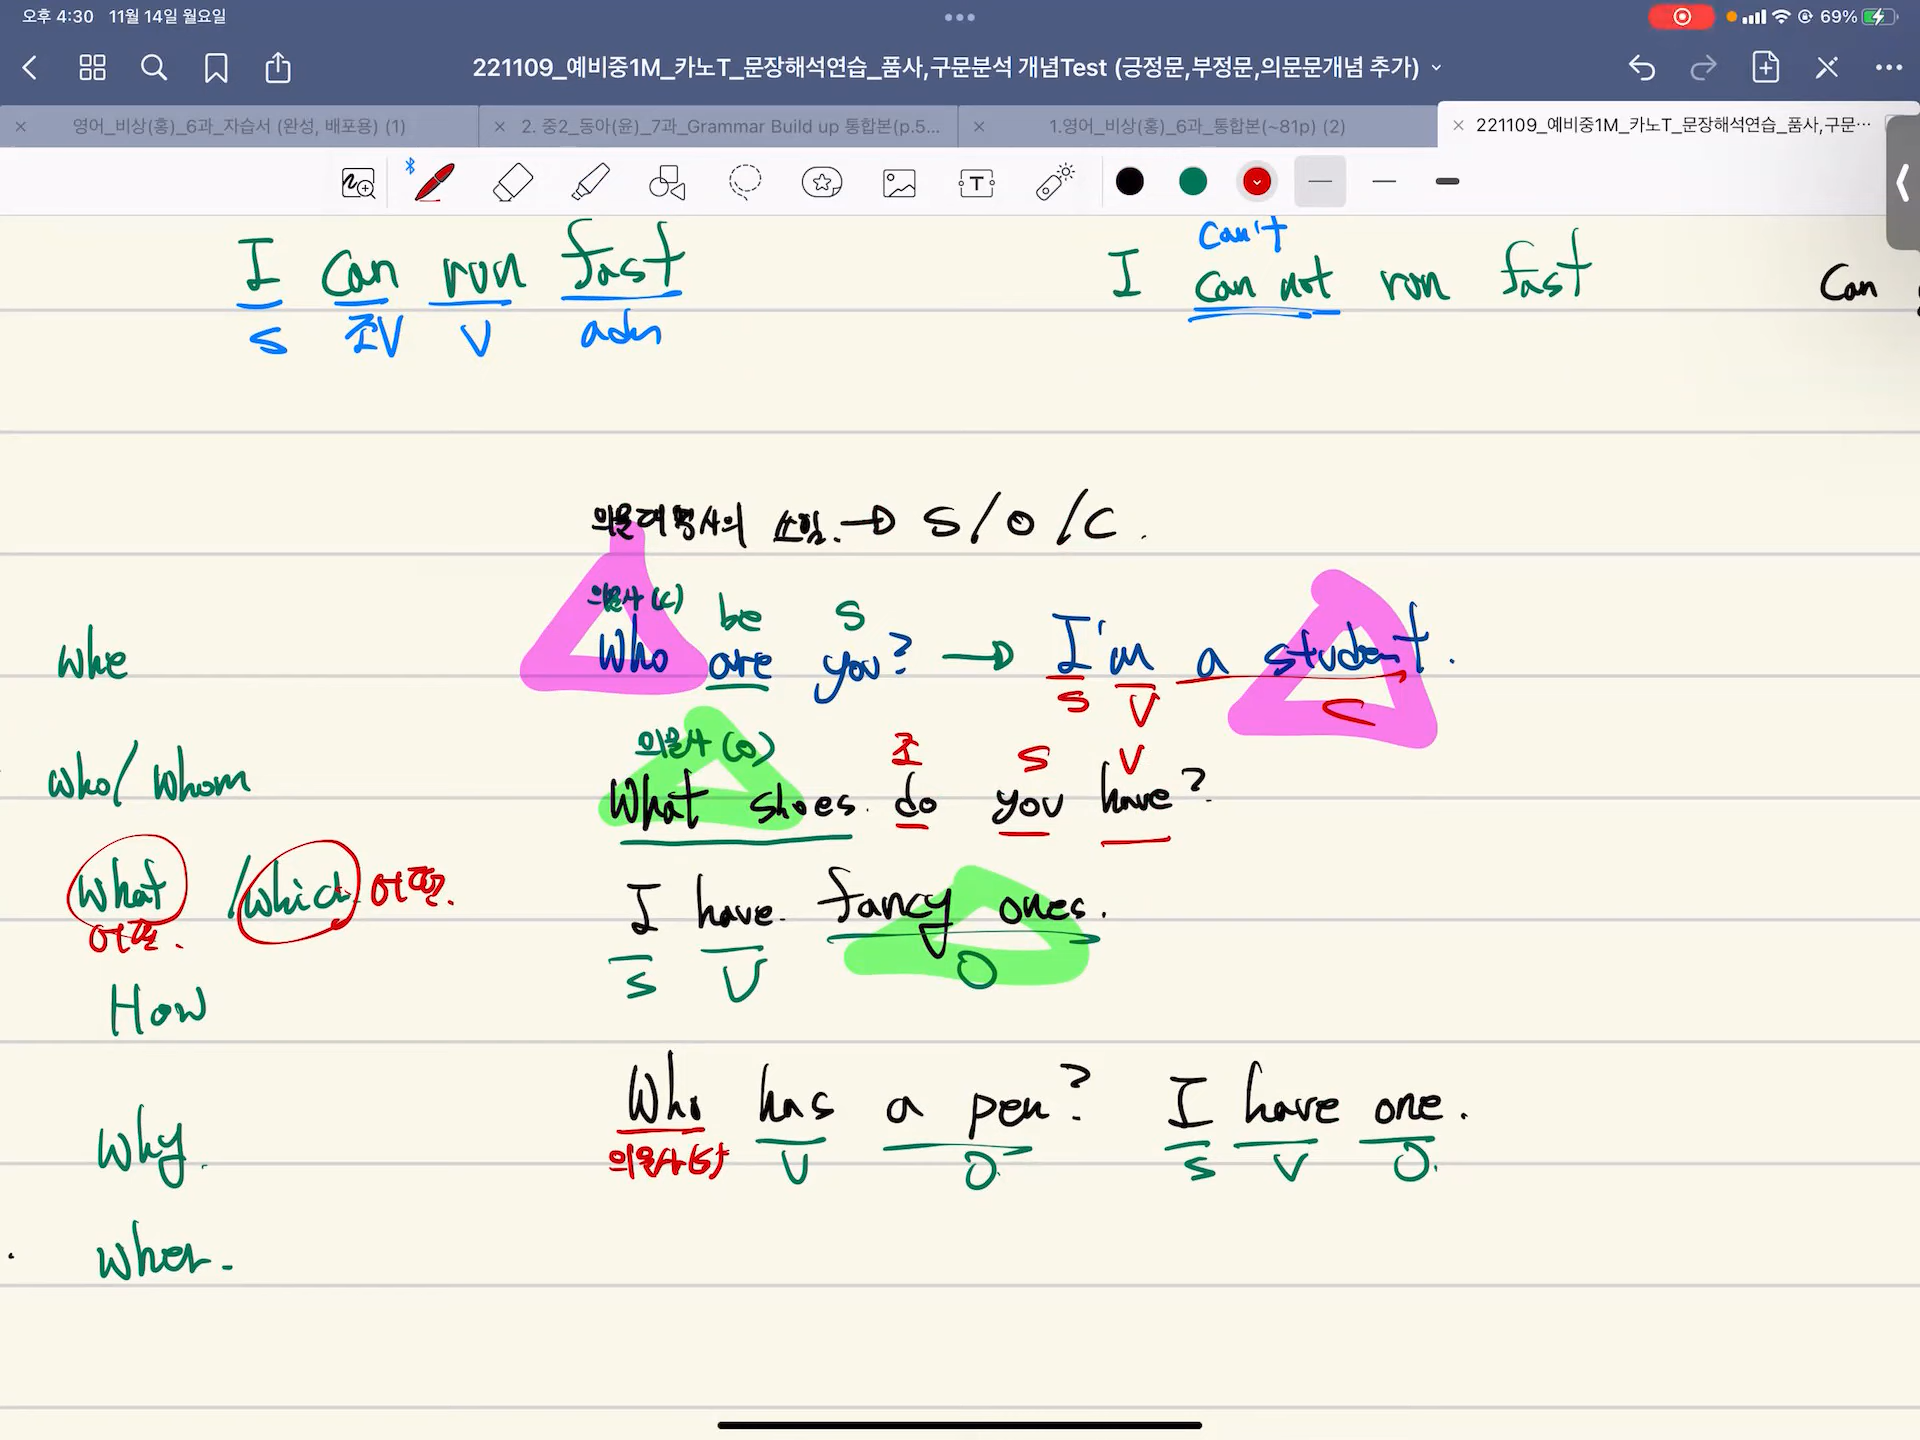 오후 4:30 11월 14일 월요일 69%
221109_예비중1M_카노T_문장해석연습_품사,구문분석 개념Test (긍정문,부정문,의문문개념 추가)
영어_비상(홍)_6과_자습서 (완성, 배포용) (1) 2. 중2_동아(윤)_7과_Grammar Build up 통합본(p.5... 1.영어_비상(홍)_6과_통합본(~81p) (2) 221109_예비중1M_카노T_문장해석연습_품사,구문…
can't
I can run fast I can not run fast Can
S 조V V adv
의문대명사의 쓰임. → S/O/C.
의문사(c) be S
Who are you? → I'm a student.
S V C
whe
의문사(o) 조 S V
What shoes do you have?
who/whom
what /which 어떤.
어떤.
I have fancy ones.
S V O
How
Who has a pen? I have one.
의문사(s) V O. S V O.
why.
when.